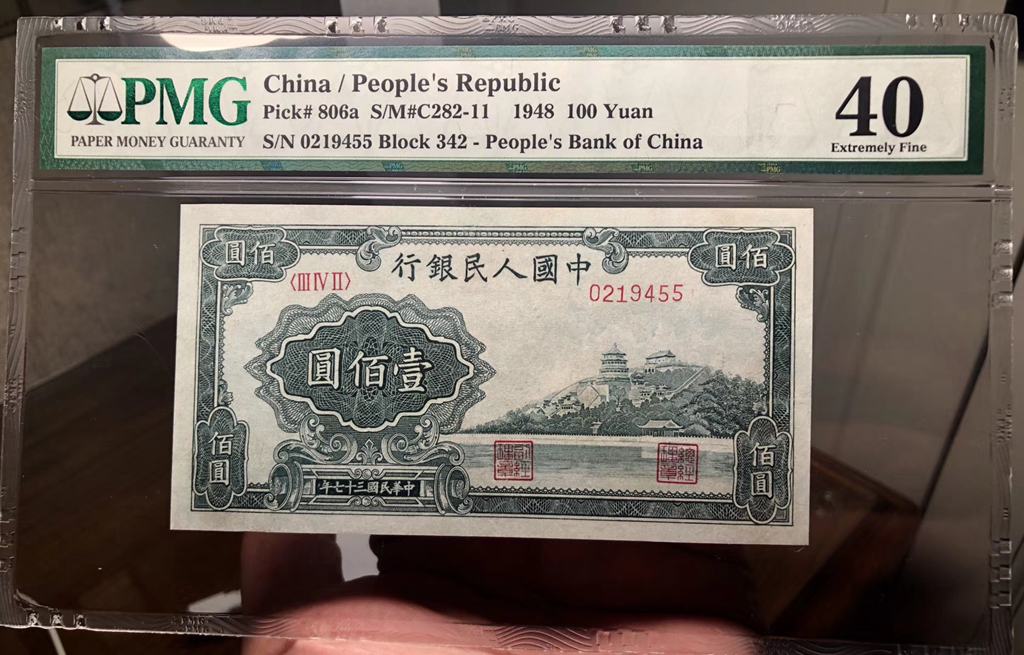 PMG
PAPER MONEY GUARANTY
China / People's Republic
Pick# 806a S/M#C282-11 1948 100 Yuan
S/N 0219455 Block 342 - People's Bank of China
40
Extremely Fine
圓佰
行銀民人國中
圓佰
〈III IV II〉
0219455
圓佰壹
佰圓
佰圓
年七十三國民華中